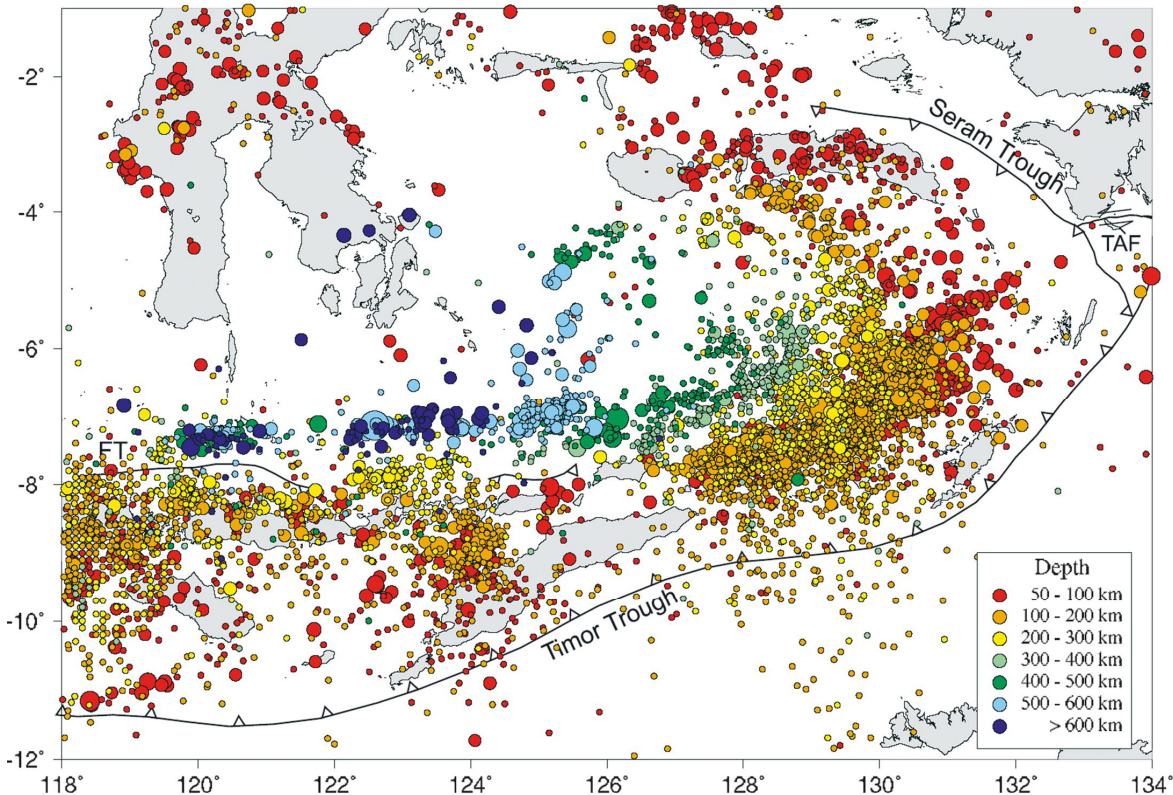 Seram Trough
TAF
FT
Timor Trough
Depth
50 - 100 km
100 - 200 km
200 - 300 km
300 - 400 km
400 - 500 km
500 - 600 km
> 600 km
-2°
-4°
-6°
-8°
-10°
-12°
118
120
122
124
126
128
130
132
134